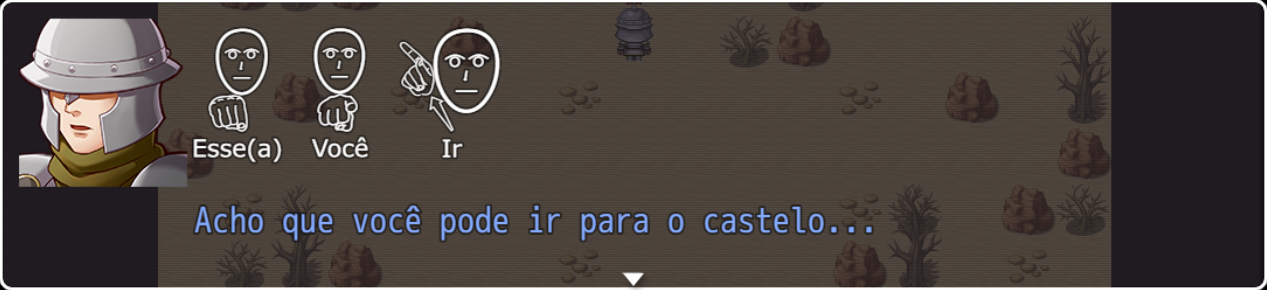 Esse(a) Você Ir
Acho que você pode ir para o castelo...